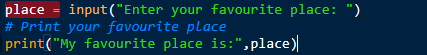 place = input("Enter your favourite place: ")
# Print your favourite place
print("My favourite place is:",place)